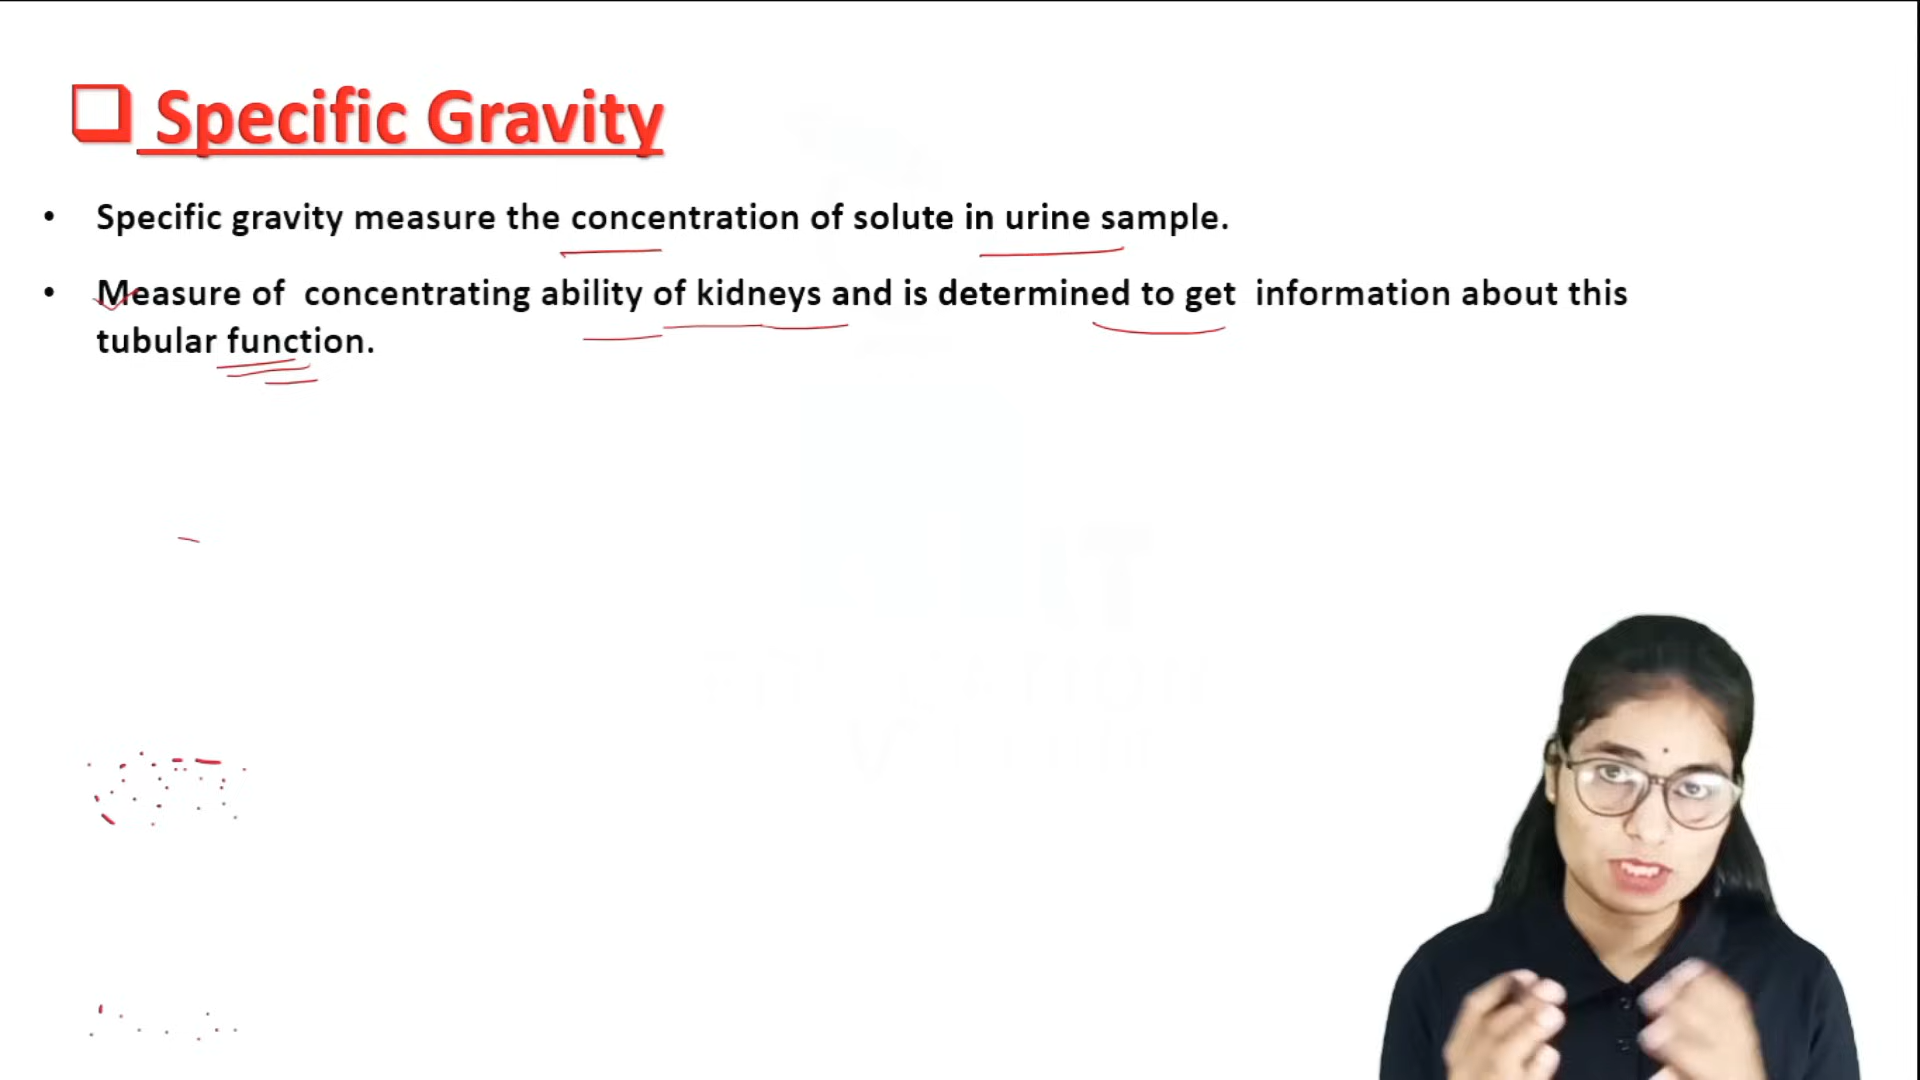 Specific Gravity
• Specific gravity measure the concentration of solute in urine sample.
• Measure of concentrating ability of kidneys and is determined to get information about this
tubular function.